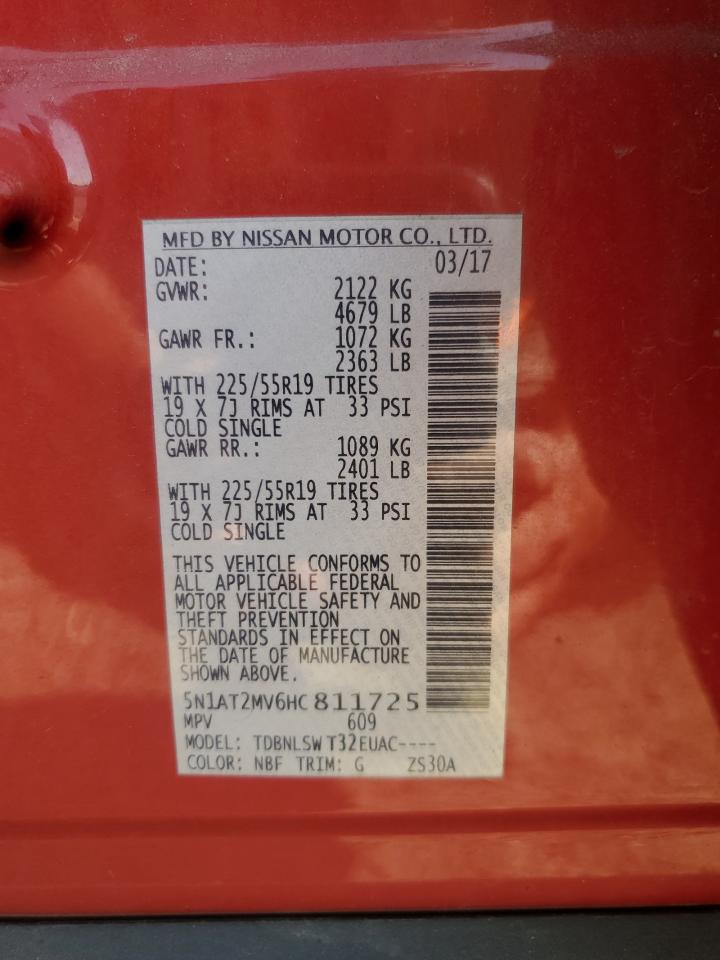 MFD BY NISSAN MOTOR CO., LTD.
DATE: 03/17
GVWR: 2122 KG
4679 LB
GAWR FR.: 1072 KG
2363 LB
WITH 225/55R19 TIRES
19 X 7J RIMS AT 33 PSI
COLD SINGLE
GAWR RR.: 1089 KG
2401 LB
WITH 225/55R19 TIRES
19 X 7J RIMS AT 33 PSI
COLD SINGLE
THIS VEHICLE CONFORMS TO
ALL APPLICABLE FEDERAL
MOTOR VEHICLE SAFETY AND
THEFT PREVENTION
STANDARDS IN EFFECT ON
THE DATE OF MANUFACTURE
SHOWN ABOVE.
5N1AT2MV6HC811725
MPV 609
MODEL: TDBNLSW T32EUAC----
COLOR: NBF TRIM: G ZS30A